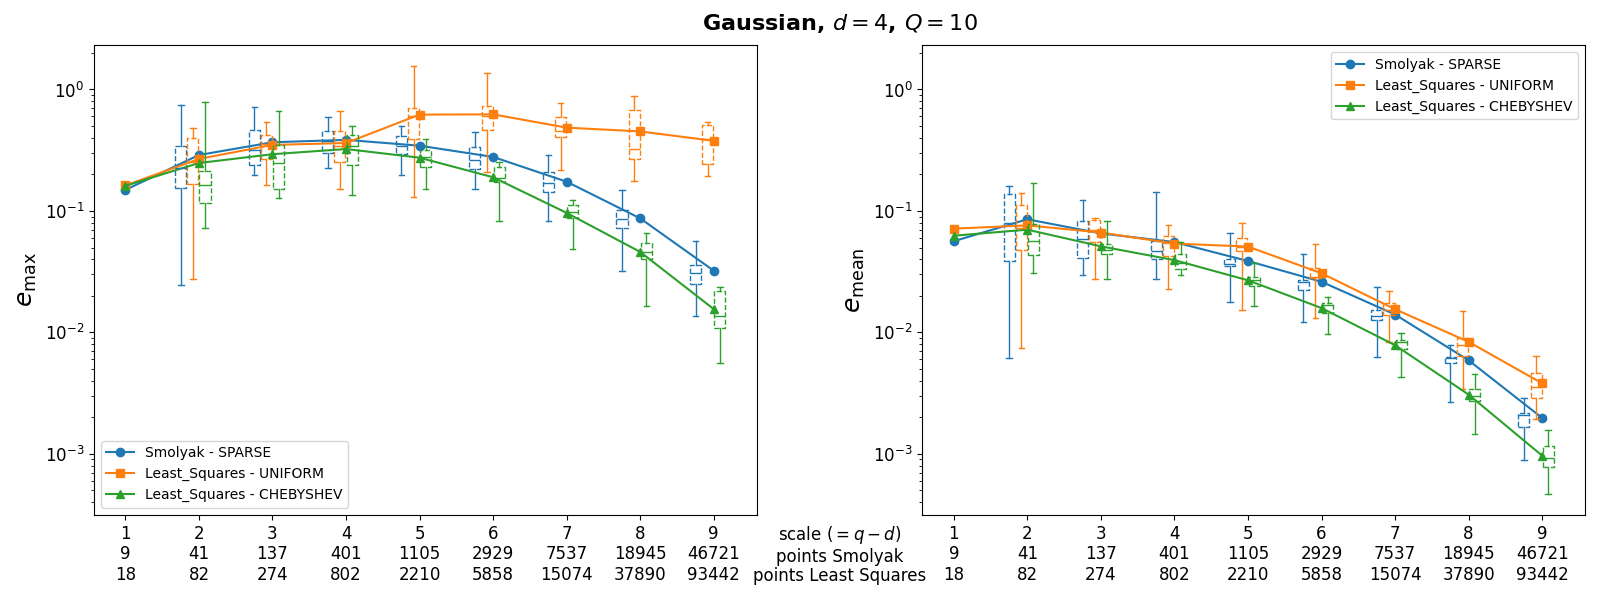 Gaussian, d = 4, Q = 10
10⁰
10⁻¹
10⁻²
10⁻³
e_max
Smolyak - SPARSE
Least_Squares - UNIFORM
Least_Squares - CHEBYSHEV
1 2 3 4 5 6 7 8 9
9 41 137 401 1105 2929 7537 18945 46721
18 82 274 802 2210 5858 15074 37890 93442
scale (= q − d)
points Smolyak
points Least Squares
10⁰
10⁻¹
10⁻²
10⁻³
e_mean
Smolyak - SPARSE
Least_Squares - UNIFORM
Least_Squares - CHEBYSHEV
1 2 3 4 5 6 7 8 9
9 41 137 401 1105 2929 7537 18945 46721
18 82 274 802 2210 5858 15074 37890 93442